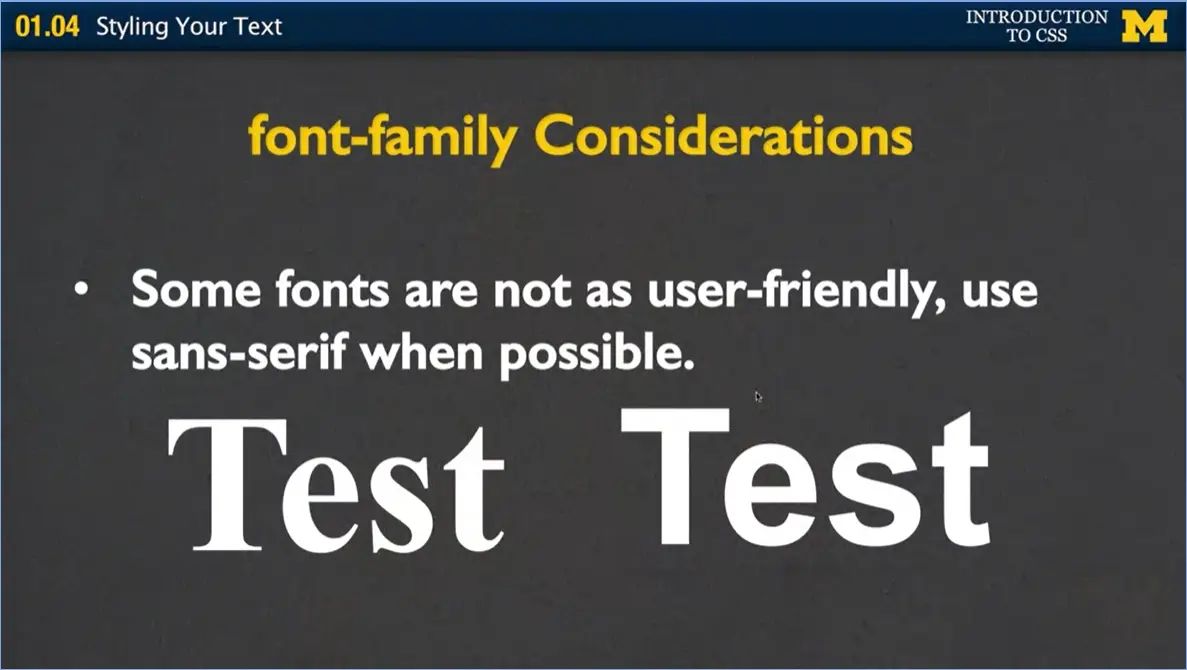 01.04 Styling Your Text
INTRODUCTION
TO CSS
M
font-family Considerations
• Some fonts are not as user-friendly, use
sans-serif when possible.
Test Test